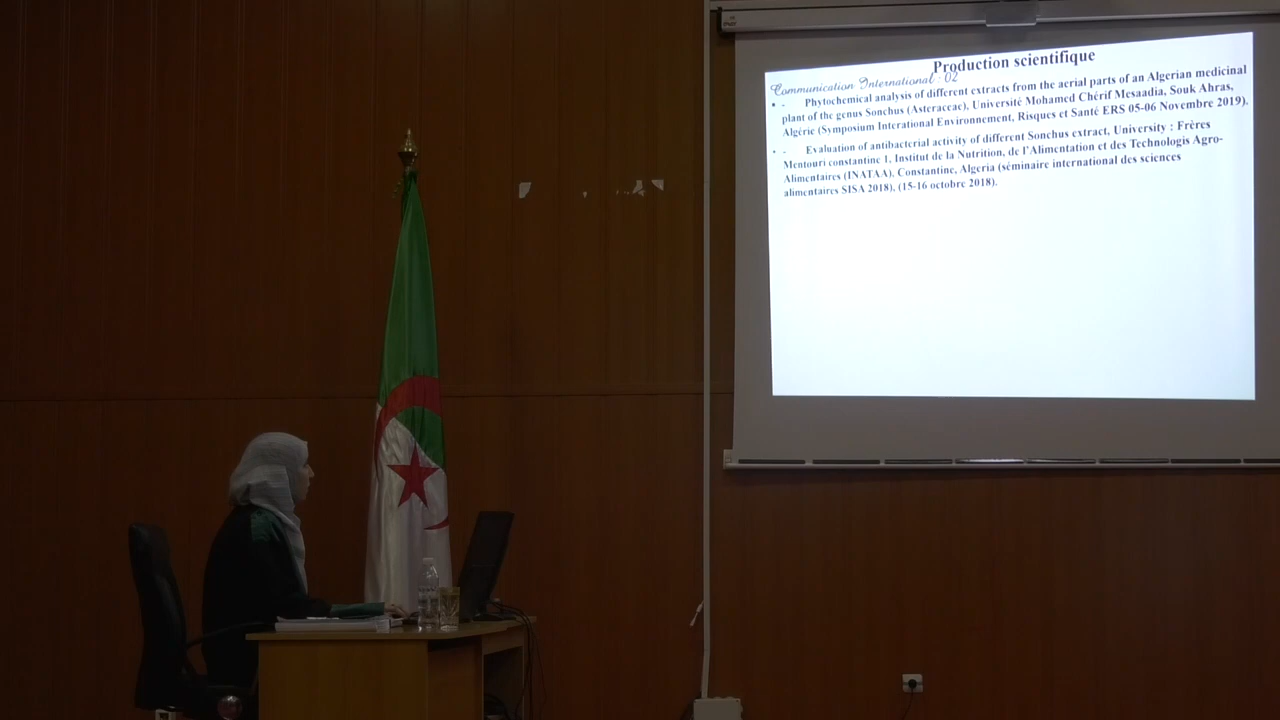 Production scientifique
Communication International : 02
• - Phytochemical analysis of different extracts from the aerial parts of an Algerian medicinal
plant of the genus Sonchus (Asteraceae), Université Mohamed Chérif Mesaadia, Souk Ahras,
Algérie (Symposium Interational Environnement, Risques et Santé ERS 05-06 Novembre 2019).
• - Evaluation of antibacterial activity of different Sonchus extract, University : Frères
Mentouri constantine 1, Institut de la Nutrition, de l'Alimentation et des Technologis Agro-
Alimentaires (INATAA), Constantine, Algeria (séminaire international des sciences
alimentaires SISA 2018), (15-16 octobre 2018).